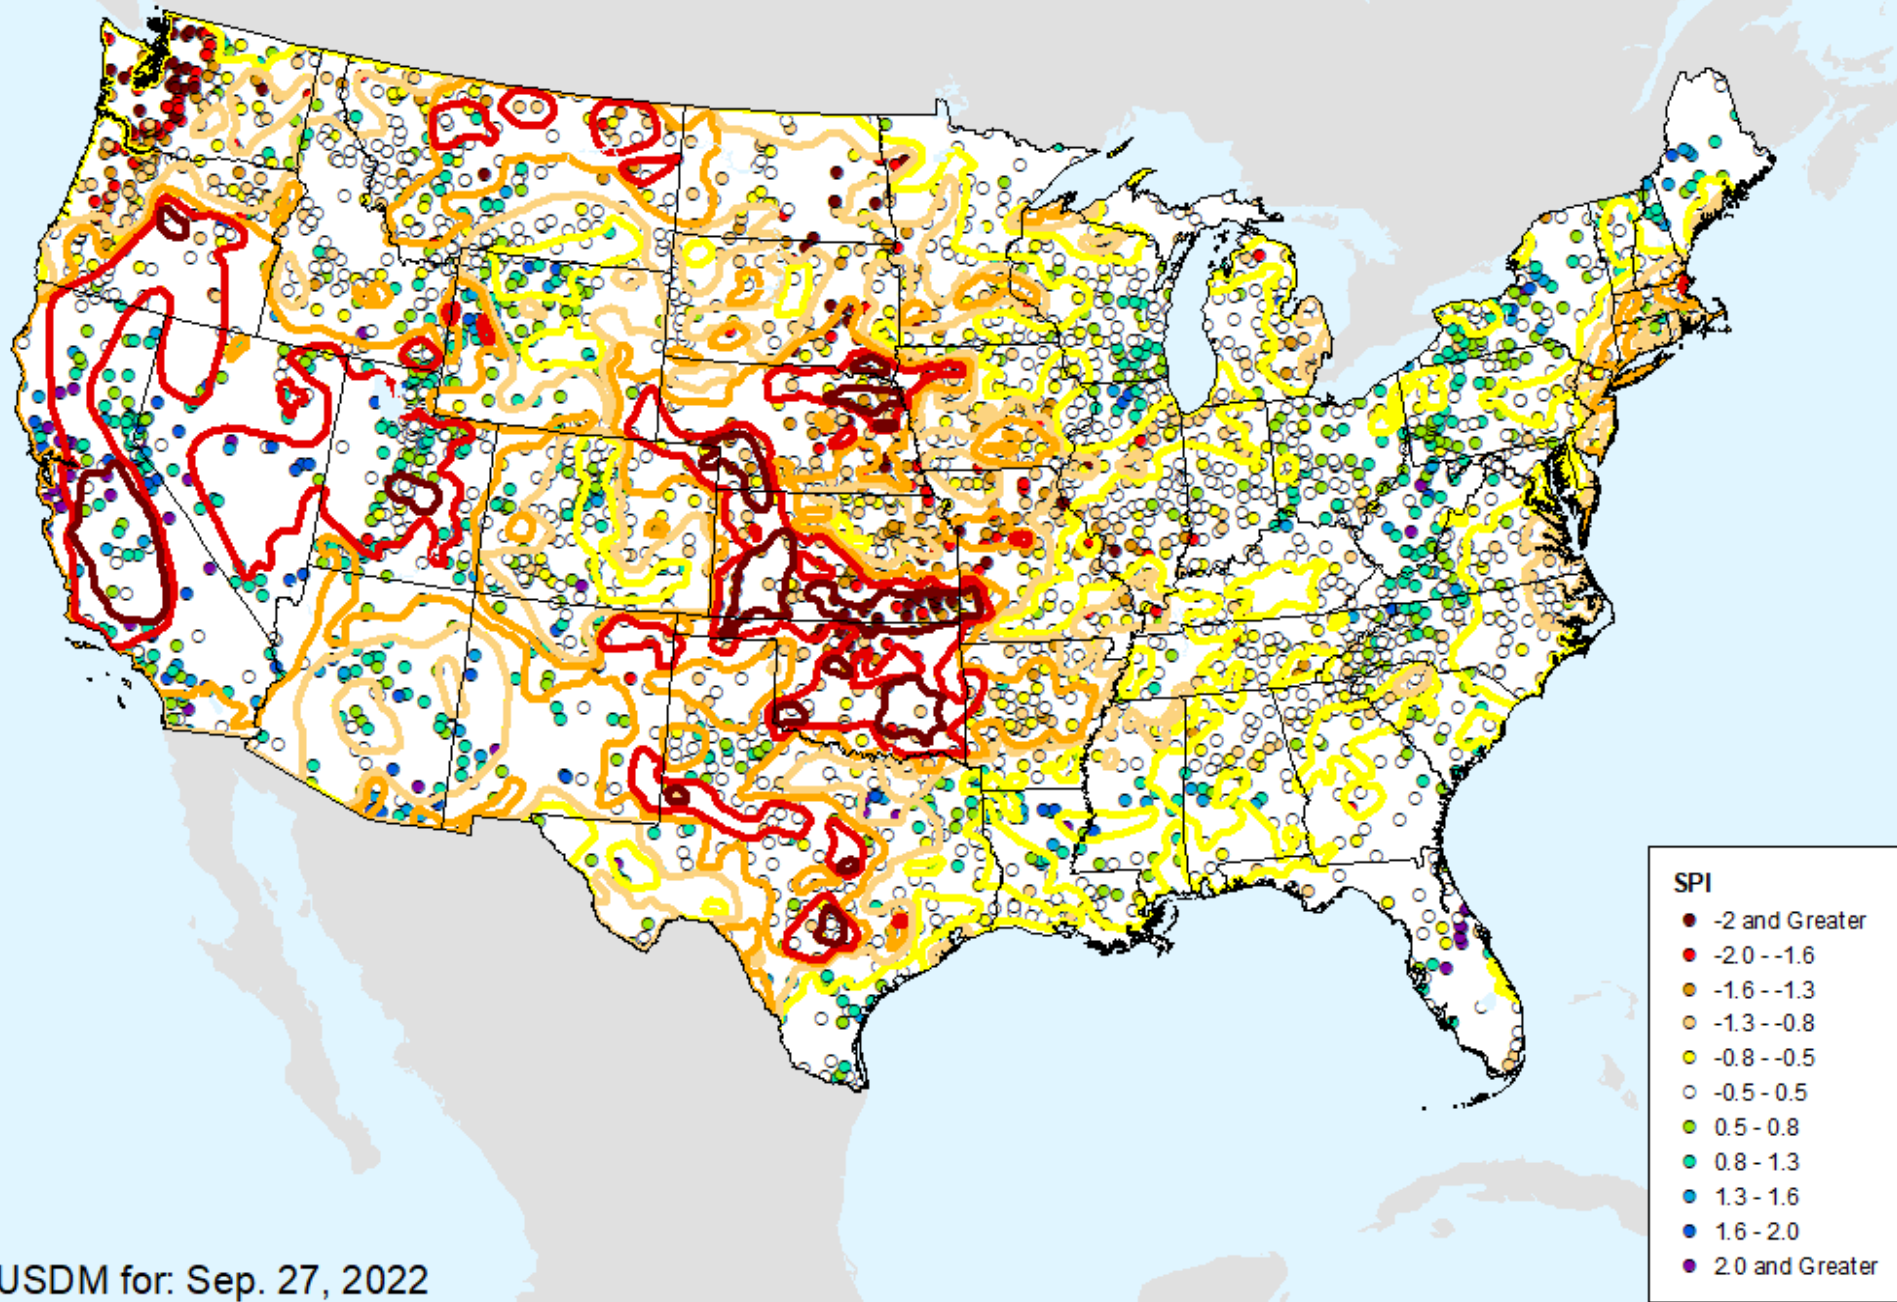 SPI
-2 and Greater
-2.0 - -1.6
-1.6 - -1.3
-1.3 - -0.8
-0.8 - -0.5
-0.5 - 0.5
0.5 - 0.8
0.8 - 1.3
1.3 - 1.6
1.6 - 2.0
2.0 and Greater
USDM for: Sep. 27, 2022